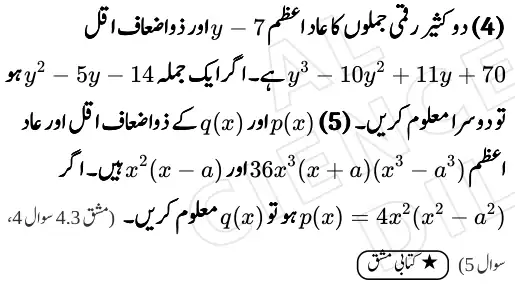 (4) دو کثیر رقمی جملوں کا عاد اعظم y − 7 اور ذواضعاف اقل
y³ − 10y² + 11y + 70 ہے۔ اگر ایک جملہ y² − 5y − 14 ہو
تو دوسرا معلوم کریں۔ (5) p(x) اور q(x) کے ذواضعاف اقل اور عاد
اعظم 36x³(x + a)(x³ − a³) اور x²(x − a) ہیں۔ اگر
p(x) = 4x²(x² − a²) ہو تو q(x) معلوم کریں۔ (مشق 4.3 سوال 4،
سوال 5) ★ کتابی مشق